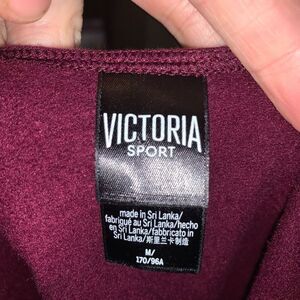 VICTORIA
SPORT
made in Sri Lanka/
fabriqué au Sri Lanka/hecho
en Sri Lanka/fabbricato in
Sri Lanka/斯里兰卡制造
M/
170/96A